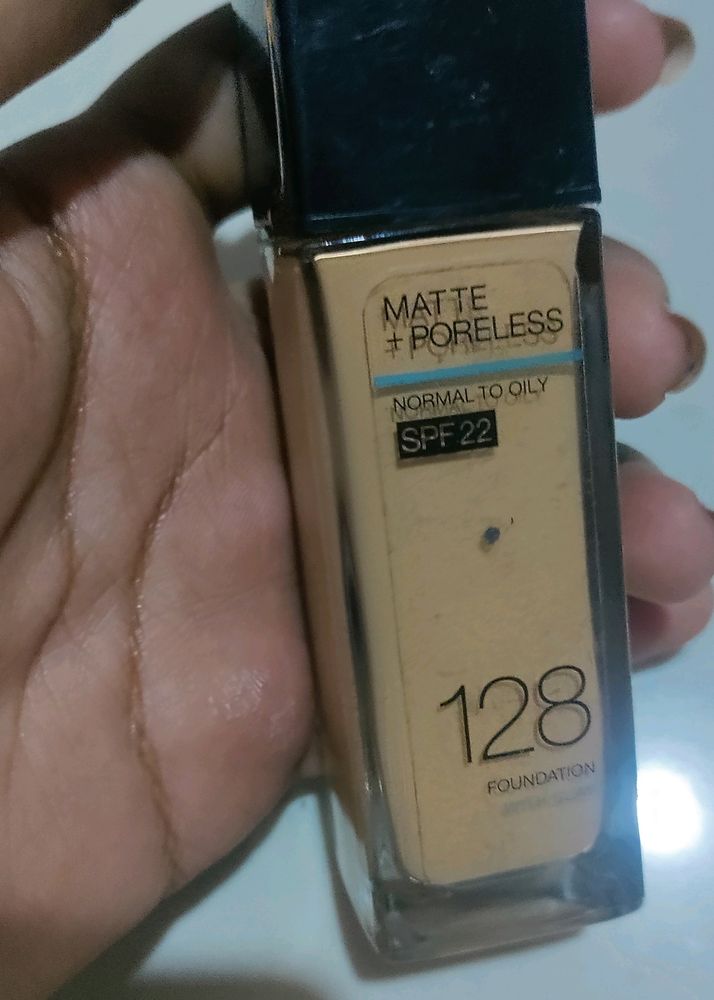 MATTE
+ PORELESS
NORMAL TO OILY
SPF 22
128
FOUNDATION